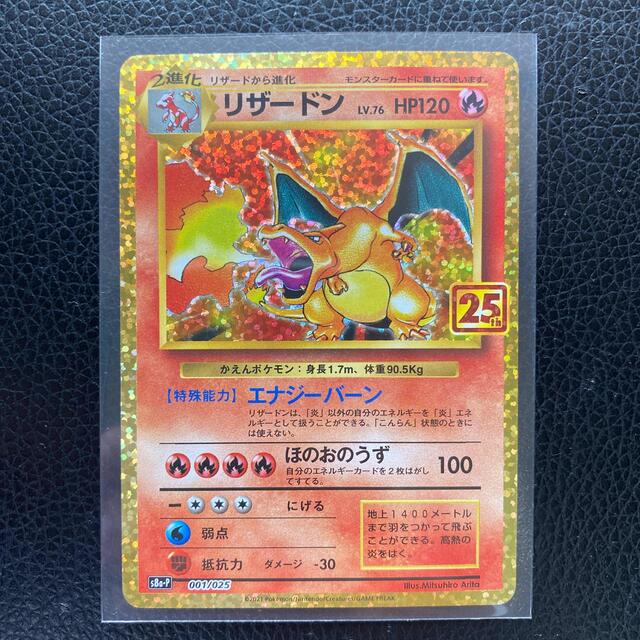 2進化 リザードから進化 モンスターカードに重ねて使います。
リザードン LV.76 HP120
25th
かえんポケモン：身長1.7m、体重90.5Kg
【特殊能力】エナジーバーン
リザードンは、「炎」以外の自分のエネルギーを「炎」エネ
ルギーとして扱うことができる。「こんらん」状態のときに
は使えない。
ほのおのうず 100
自分のエネルギーカードを2枚はがし
てすてる。
ー にげる
弱点
抵抗力 ダメージ -30
地上1400メートル
まで羽をつかって飛ぶ
ことができる。高熱の
炎をはく。
s8a-P 001/025
Illus.Mitsuhiro Arita
©2021 Pokémon/Nintendo/Creatures/GAME FREAK